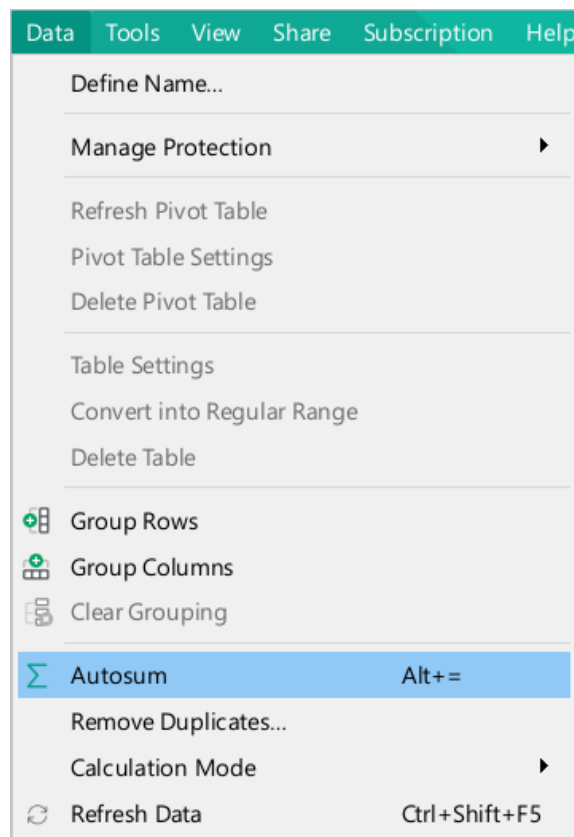 Data Tools View Share Subscription Help
Define Name...
Manage Protection
Refresh Pivot Table
Pivot Table Settings
Delete Pivot Table
Table Settings
Convert into Regular Range
Delete Table
Group Rows
Group Columns
Clear Grouping
Autosum Alt+=
Remove Duplicates...
Calculation Mode
Refresh Data Ctrl+Shift+F5